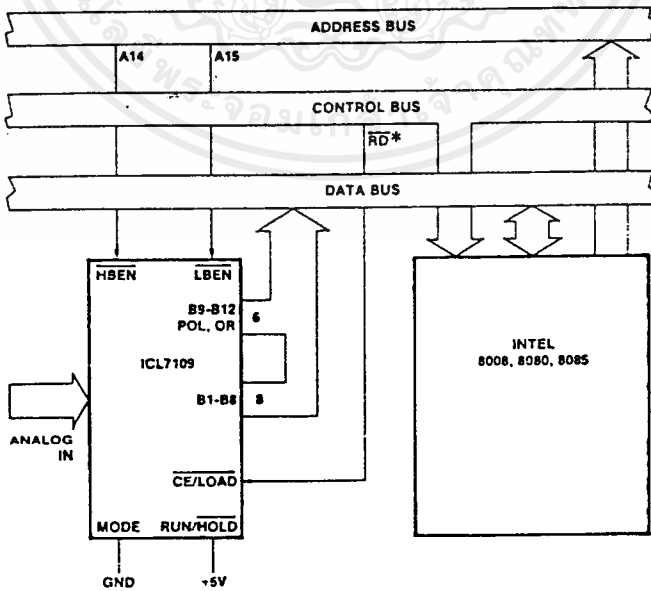 ADDRESS BUS
A14
A15
CONTROL BUS
RD*
DATA BUS
HBEN
LBEN
B9-B12
POL, OR
6
ICL7109
B1-B8
8
ANALOG
IN
CE/LOAD
MODE
RUN/HOLD
GND
+5V
INTEL
8008, 8080, 8085